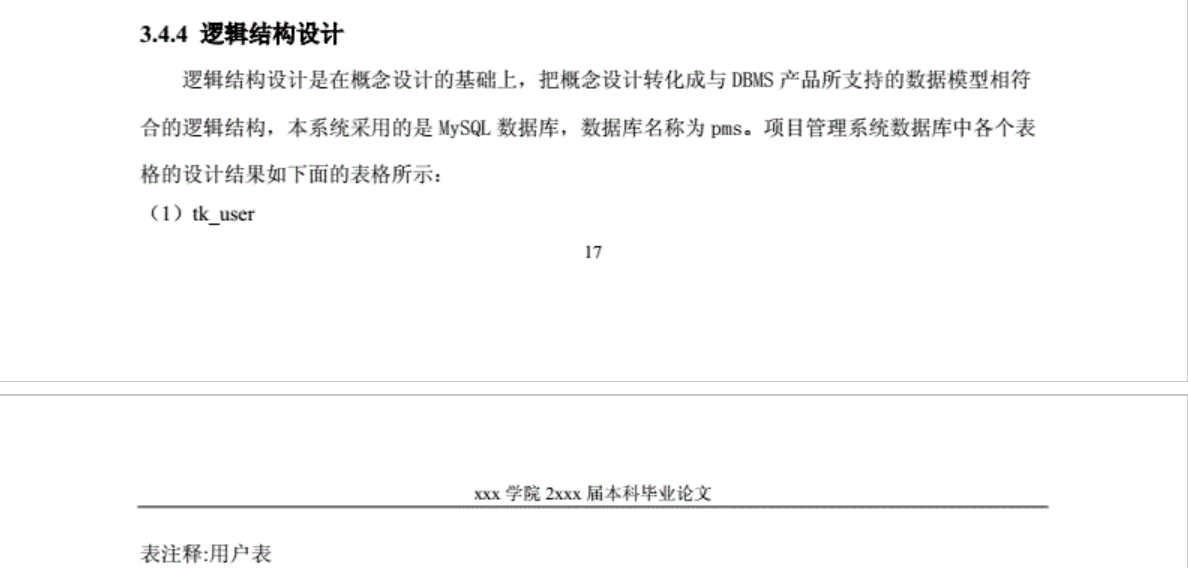 3.4.4 逻辑结构设计
逻辑结构设计是在概念设计的基础上，把概念设计转化成与 DBMS 产品所支持的数据模型相符
合的逻辑结构，本系统采用的是 MySQL 数据库，数据库名称为 pms。项目管理系统数据库中各个表
格的设计结果如下面的表格所示：
（1）tk_user
17
xxx 学院 2xxx 届本科毕业论文
表注释:用户表